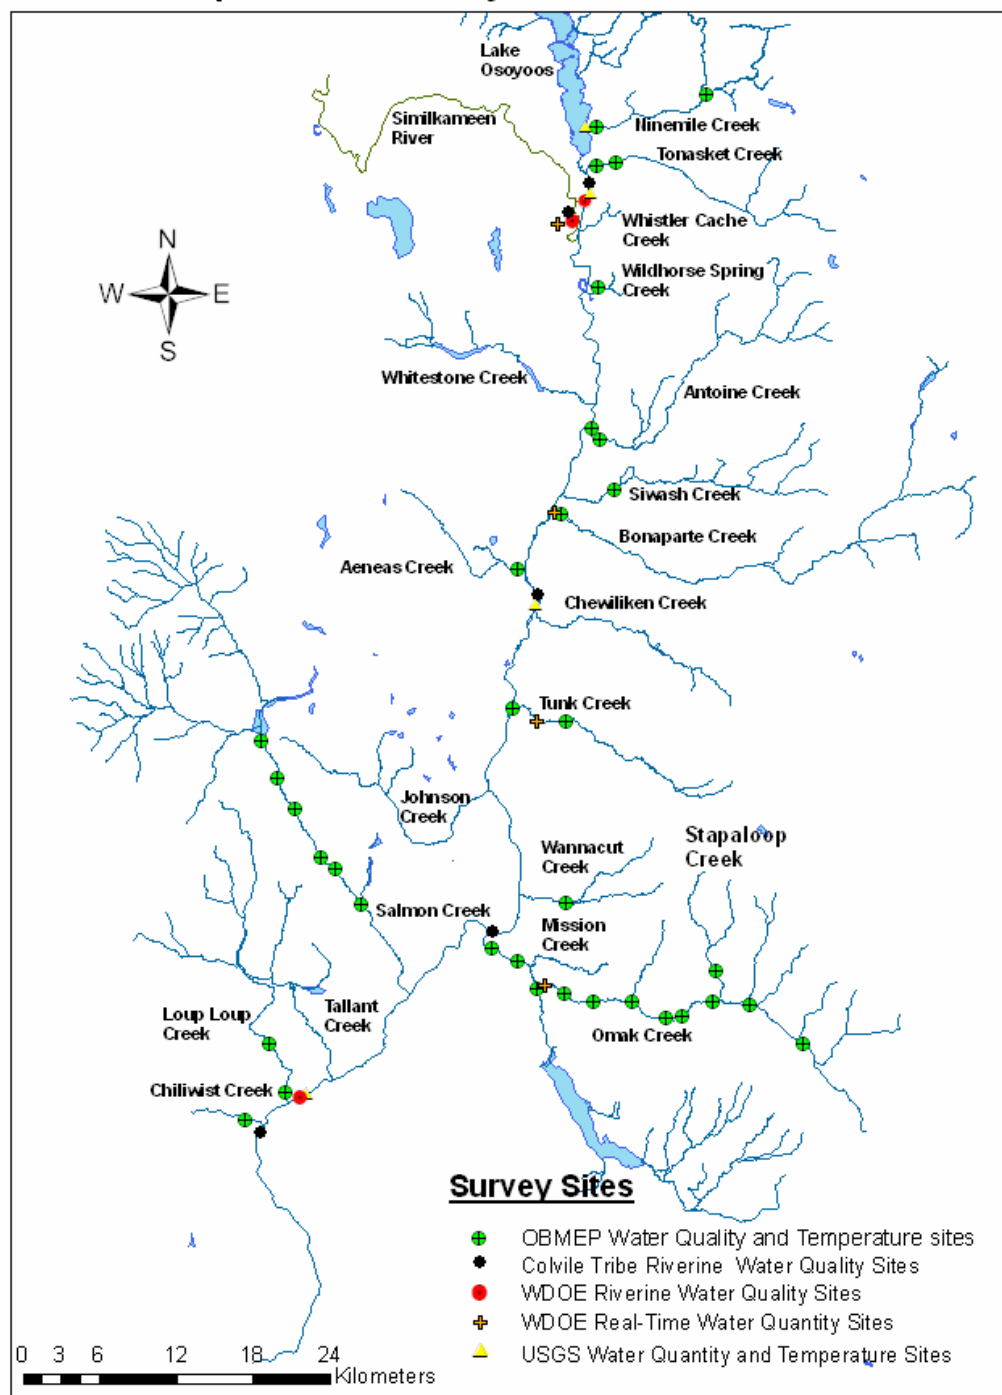 Lake
Osoyoos
Similkameen
River
Ninemile Creek
Tonasket Creek
Whistler Cache
Creek
Wildhorse Spring
Creek
N
W
E
S
Whitestone Creek
Antoine Creek
Siwash Creek
Bonaparte Creek
Aeneas Creek
Chewiliken Creek
Tunk Creek
Johnson
Creek
Wannacut
Creek
Stapaloop
Creek
Salmon Creek
Mission
Creek
Loup Loup
Creek
Tallant
Creek
Omak Creek
Chiliwist Creek
Survey Sites
OBMEP Water Quality and Temperature sites
Colvile Tribe Riverine Water Quality Sites
WDOE Riverine Water Quality Sites
WDOE Real-Time Water Quantity Sites
USGS Water Quantity and Temperature Sites
0 3 6 12 18 24
Kilometers